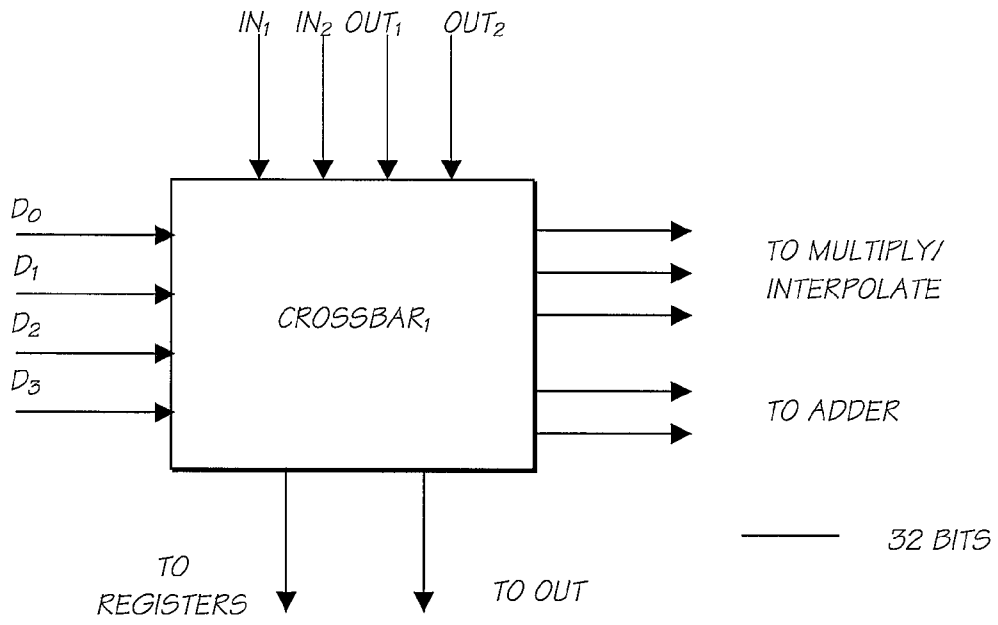 IN₁ IN₂ OUT₁ OUT₂
D₀
D₁
D₂
D₃
CROSSBAR₁
TO MULTIPLY/
INTERPOLATE
TO ADDER
32 BITS
TO
REGISTERS
TO OUT